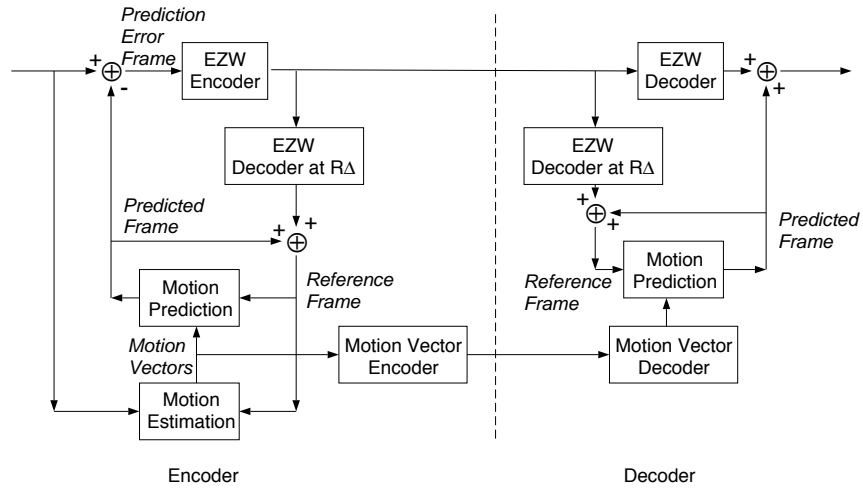 Prediction
Error
Frame
+
-
EZW
Encoder
EZW
Decoder at RΔ
Predicted
Frame
+
+
Motion
Prediction
Reference
Frame
Motion
Vectors
Motion Vector
Encoder
Motion
Estimation
Encoder
EZW
Decoder
+
+
EZW
Decoder at RΔ
+
+
Predicted
Frame
Reference
Frame
Motion
Prediction
Motion Vector
Decoder
Decoder